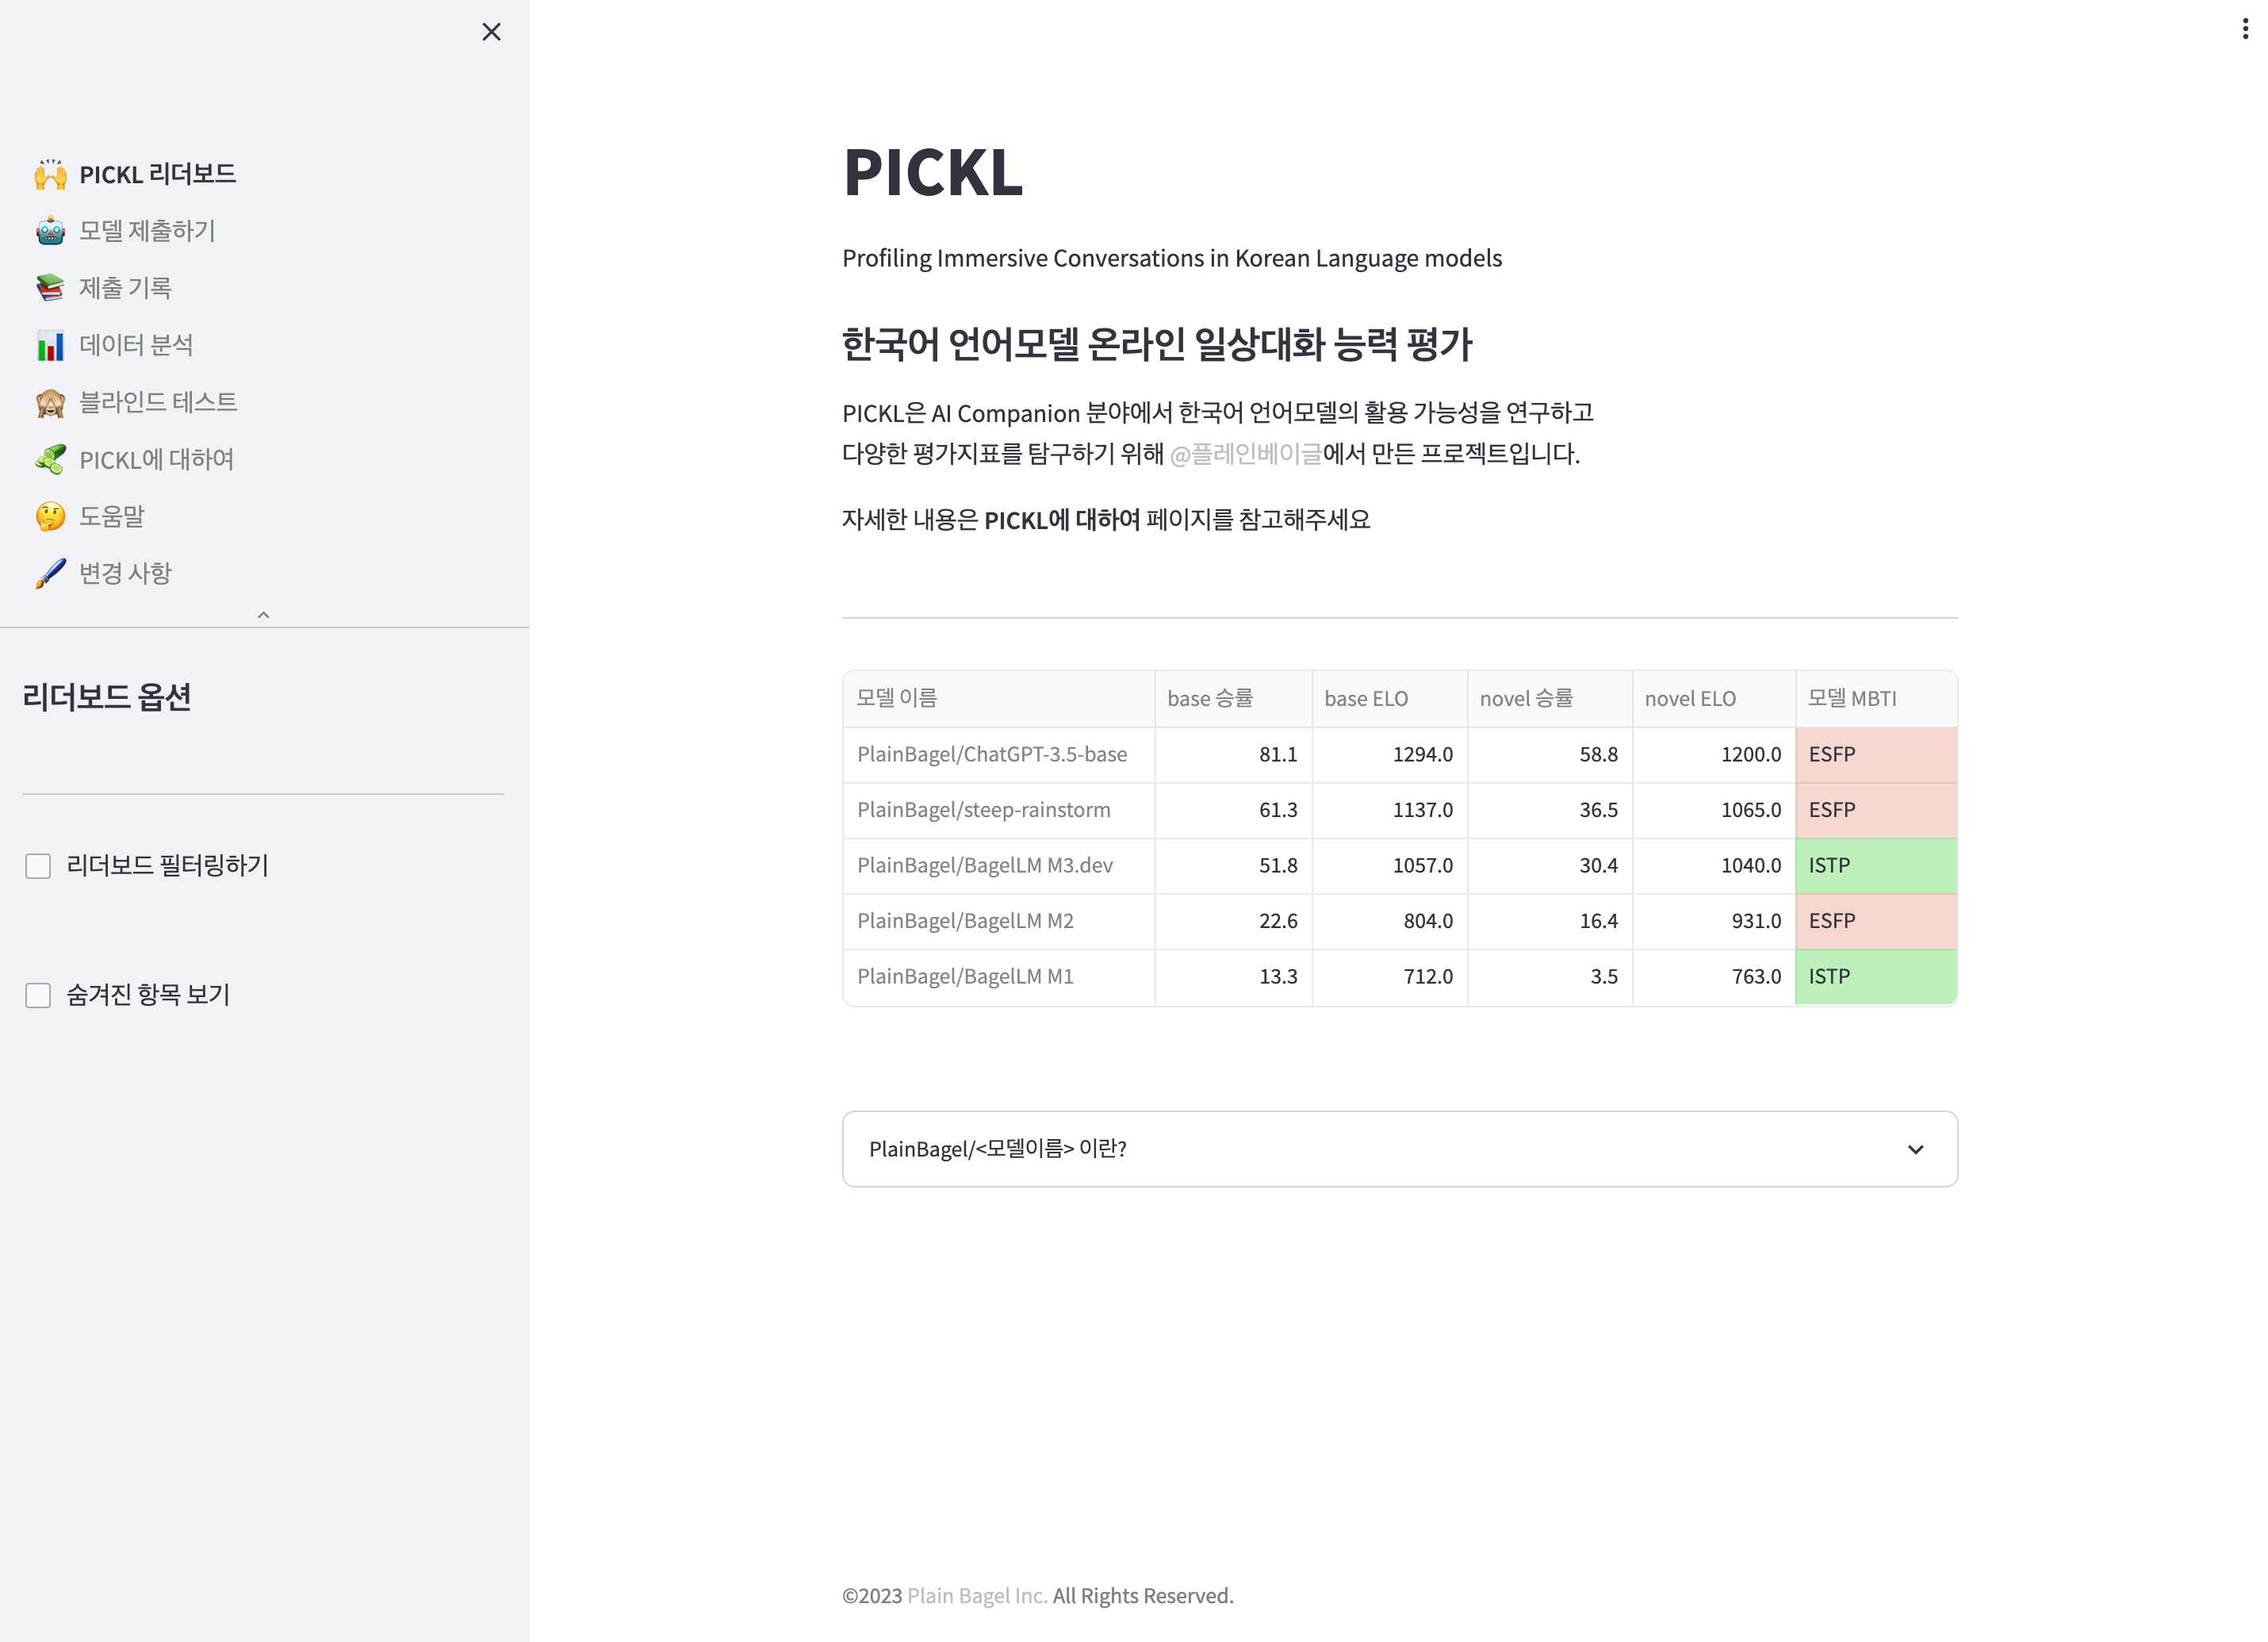 PICKL 리더보드
모델 제출하기
제출 기록
데이터 분석
블라인드 테스트
PICKL에 대하여
도움말
변경 사항
리더보드 옵션
리더보드 필터링하기
숨겨진 항목 보기
PICKL
Profiling Immersive Conversations in Korean Language models
한국어 언어모델 온라인 일상대화 능력 평가
PICKL은 AI Companion 분야에서 한국어 언어모델의 활용 가능성을 연구하고
다양한 평가지표를 탐구하기 위해 @플레인베이글에서 만든 프로젝트입니다.
자세한 내용은 PICKL에 대하여 페이지를 참고해주세요
모델 이름 base 승률 base ELO novel 승률 novel ELO 모델 MBTI
PlainBagel/ChatGPT-3.5-base 81.1 1294.0 58.8 1200.0 ESFP
PlainBagel/steep-rainstorm 61.3 1137.0 36.5 1065.0 ESFP
PlainBagel/BagelLM M3.dev 51.8 1057.0 30.4 1040.0 ISTP
PlainBagel/BagelLM M2 22.6 804.0 16.4 931.0 ESFP
PlainBagel/BagelLM M1 13.3 712.0 3.5 763.0 ISTP
PlainBagel/<모델이름> 이란?
©2023 Plain Bagel Inc. All Rights Reserved.